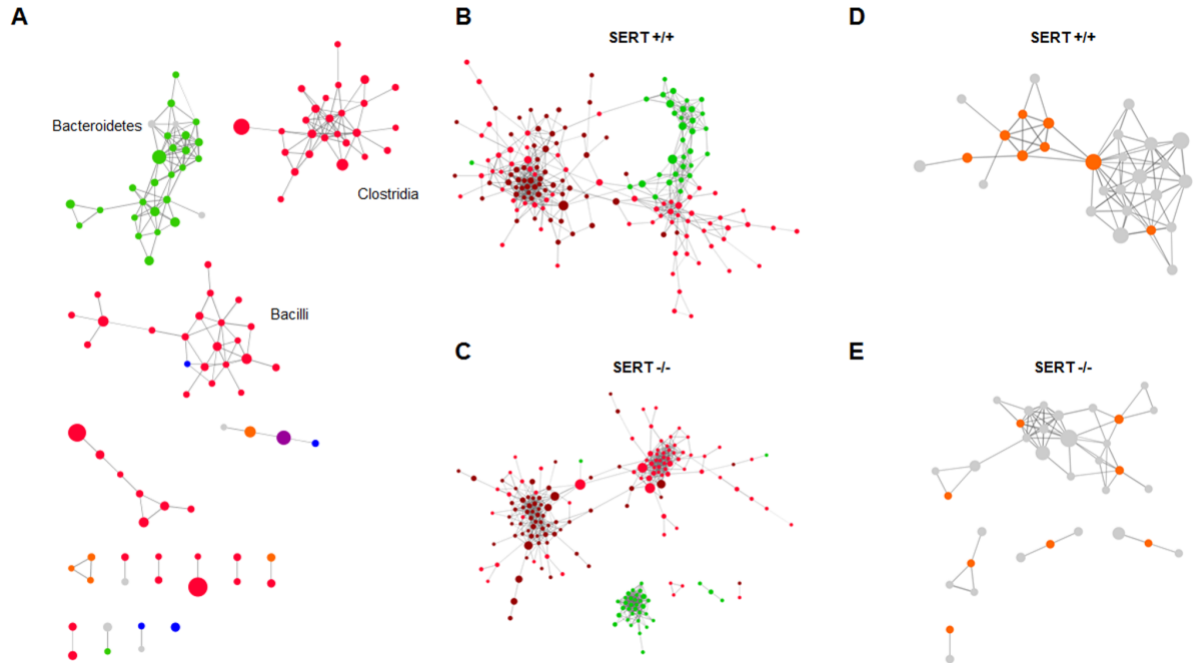 A
Bacteroidetes
Clostridia
Bacilli
B
SERT +/+
C
SERT -/-
D
SERT +/+
E
SERT -/-